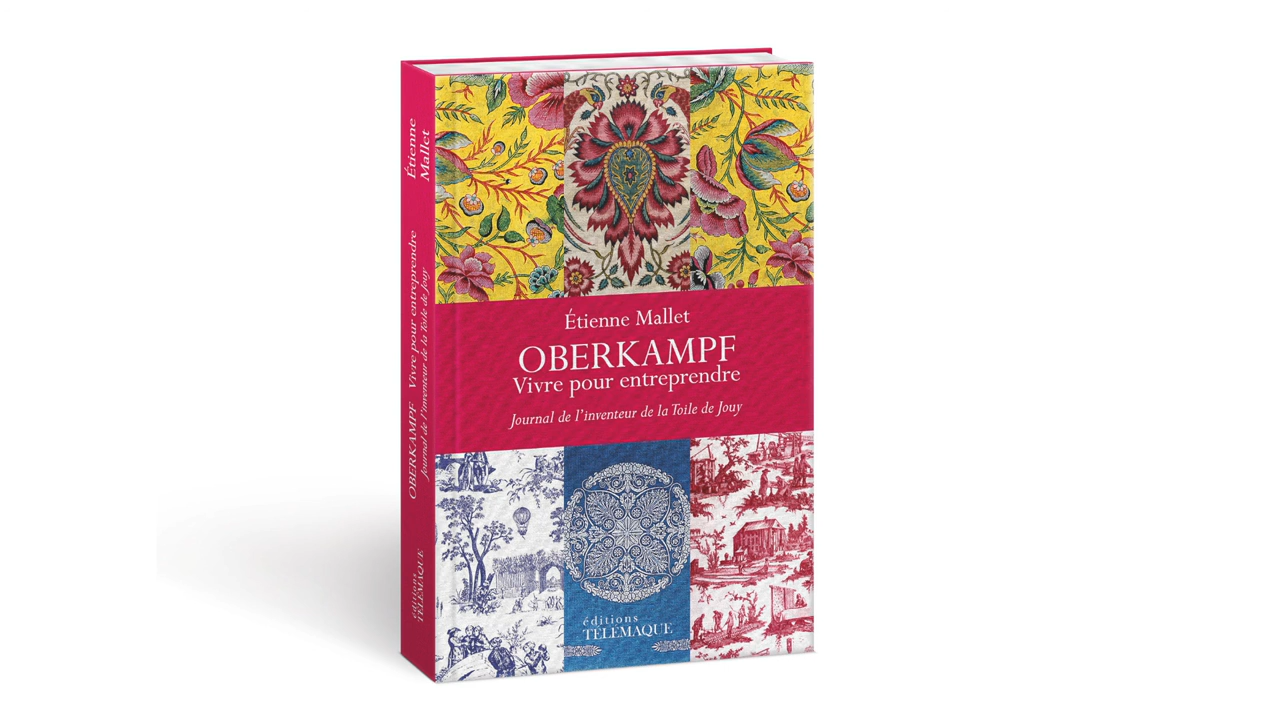 Étienne Mallet
OBERKAMPF
Vivre pour entreprendre
Journal de l'inventeur de la Toile de Jouy
éditions
TÉLÉMAQUE
Étienne
Mallet
OBERKAMPF Vivre pour entreprendre
Journal de l'inventeur de la Toile de Jouy
éditions
TÉLÉMAQUE